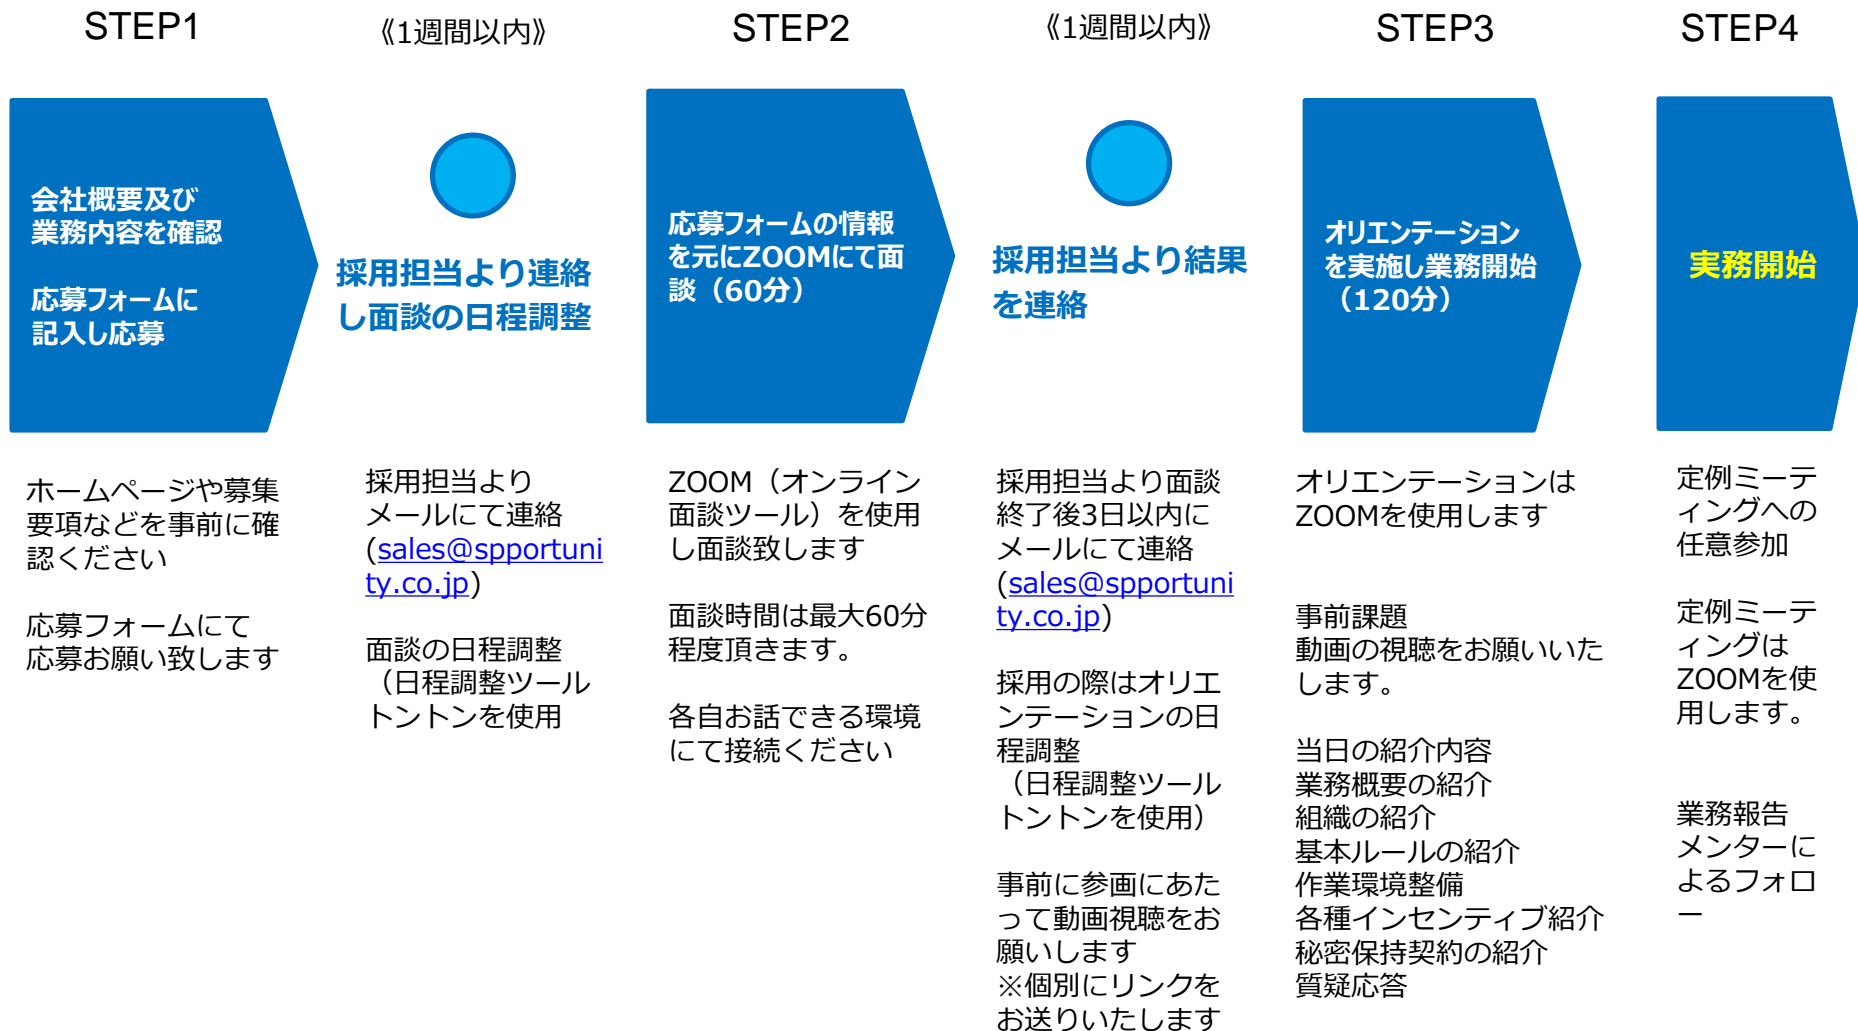 STEP1
《1週間以内》
STEP2
《1週間以内》
STEP3
STEP4
会社概要及び
業務内容を確認
応募フォームに
記入し応募
採用担当より連絡
し面談の日程調整
応募フォームの情報
を元にZOOMにて面
談（60分）
採用担当より結果
を連絡
オリエンテーション
を実施し業務開始
（120分）
実務開始
ホームページや募集
要項などを事前に確
認ください
応募フォームにて
応募お願い致します
採用担当より
メールにて連絡
(sales@spportuni
ty.co.jp)
面談の日程調整
（日程調整ツール
トントンを使用
ZOOM（オンライン
面談ツール）を使用
し面談致します
面談時間は最大60分
程度頂きます。
各自お話できる環境
にて接続ください
採用担当より面談
終了後3日以内に
メールにて連絡
(sales@spportuni
ty.co.jp)
採用の際はオリエ
ンテーションの日
程調整
（日程調整ツール
トントンを使用）
事前に参画にあた
って動画視聴をお
願いします
※個別にリンクを
お送りいたします
オリエンテーションは
ZOOMを使用します
事前課題
動画の視聴をお願いいた
します。
当日の紹介内容
業務概要の紹介
組織の紹介
基本ルールの紹介
作業環境整備
各種インセンティブ紹介
秘密保持契約の紹介
質疑応答
定例ミーテ
ィングへの
任意参加
定例ミーテ
ィングは
ZOOMを使
用します。
業務報告
メンターに
よるフォロ
ー